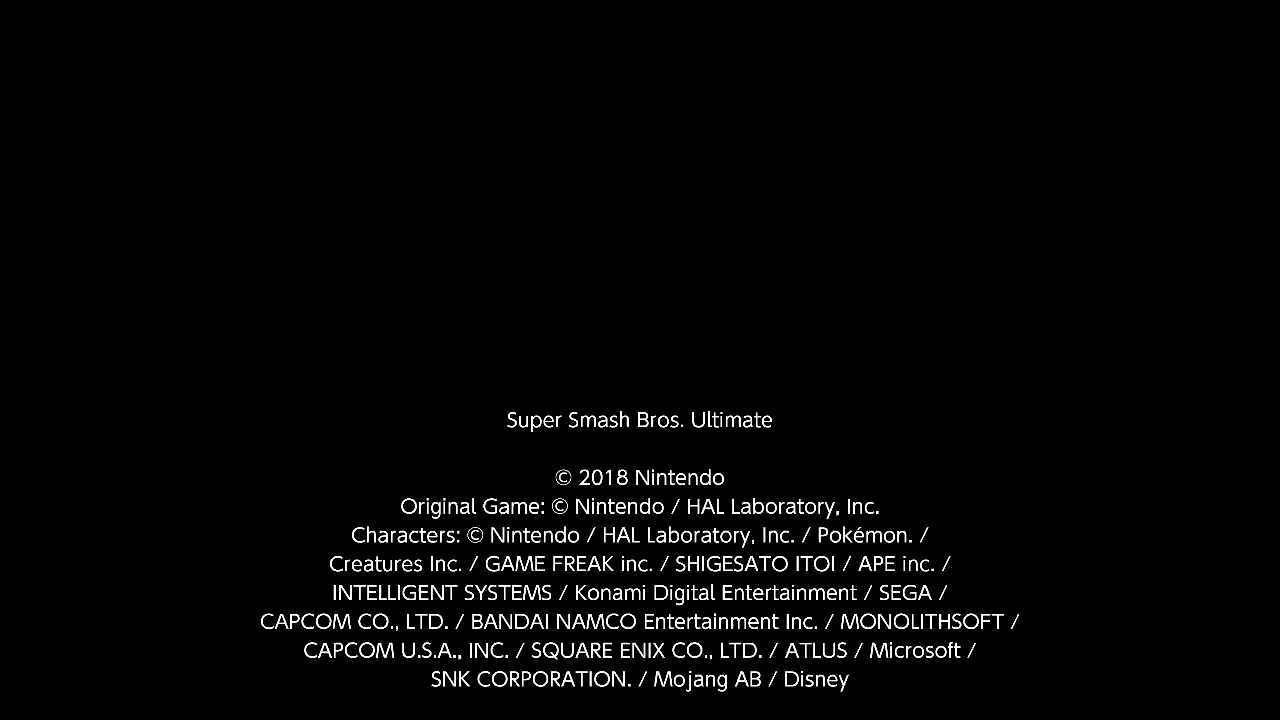 Super Smash Bros. Ultimate
© 2018 Nintendo
Original Game: © Nintendo / HAL Laboratory, Inc.
Characters: © Nintendo / HAL Laboratory, Inc. / Pokémon. /
Creatures Inc. / GAME FREAK inc. / SHIGESATO ITOI / APE inc. /
INTELLIGENT SYSTEMS / Konami Digital Entertainment / SEGA /
CAPCOM CO., LTD. / BANDAI NAMCO Entertainment Inc. / MONOLITHSOFT /
CAPCOM U.S.A., INC. / SQUARE ENIX CO., LTD. / ATLUS / Microsoft /
SNK CORPORATION. / Mojang AB / Disney